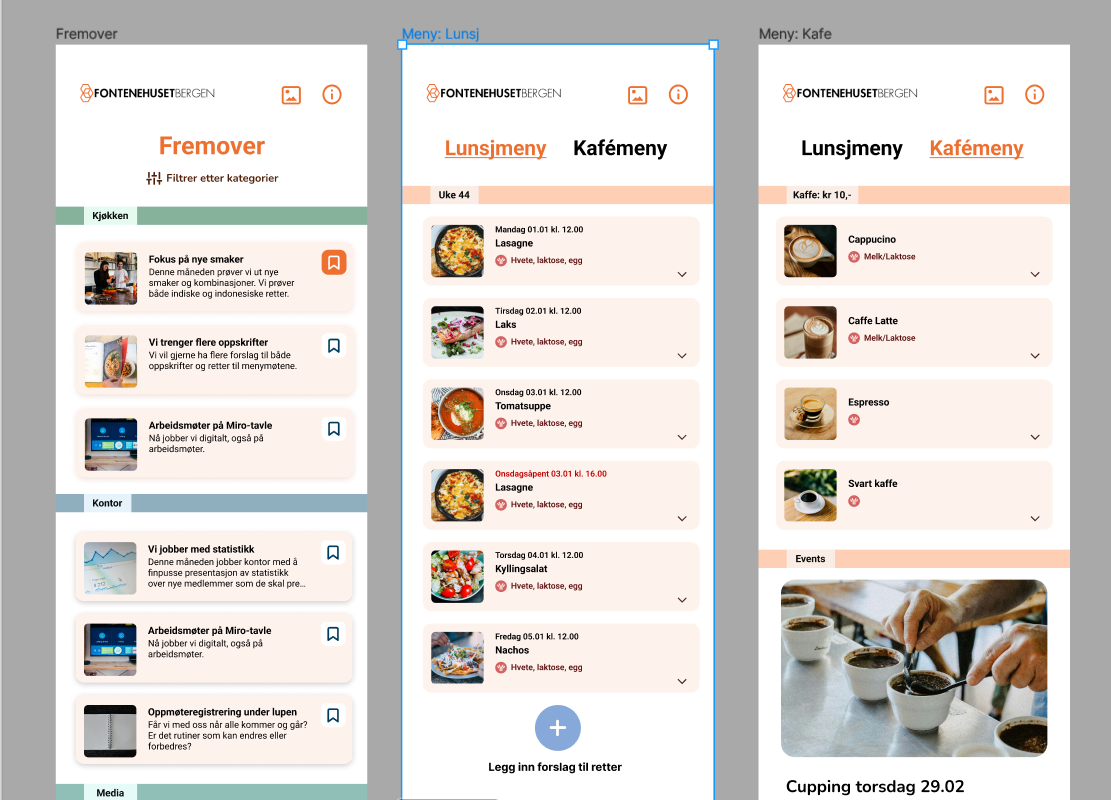 Fremover
FONTENEHUSETBERGEN
Fremover
Filtrer etter kategorier
Kjøkken
Fokus på nye smaker
Denne måneden prøver vi ut nye
smaker og kombinasjoner. Vi prøver
både indiske og indonesiske retter.
Vi trenger flere oppskrifter
Vi vil gjerne ha flere forslag til både
oppskrifter og retter til menymøtene.
Arbeidsmøter på Miro-tavle
Nå jobber vi digitalt, også på
arbeidsmøter.
Kontor
Vi jobber med statistikk
Denne måneden jobber kontor med å
finpusse presentasjon av statistikk
over nye medlemmer som de skal pre...
Arbeidsmøter på Miro-tavle
Nå jobber vi digitalt, også på
arbeidsmøter.
Oppmøteregistrering under lupen
Får vi med oss når alle kommer og går?
Er det rutiner som kan endres eller
forbedres?
Media
Meny: Lunsj
FONTENEHUSETBERGEN
Lunsjmeny Kafémeny
Uke 44
Mandag 01.01 kl. 12.00
Lasagne
Hvete, laktose, egg
Tirsdag 02.01 kl. 12.00
Laks
Hvete, laktose, egg
Onsdag 03.01 kl. 12.00
Tomatsuppe
Hvete, laktose, egg
Onsdagsåpent 03.01 kl. 16.00
Lasagne
Hvete, laktose, egg
Torsdag 04.01 kl. 12.00
Kyllingsalat
Hvete, laktose, egg
Fredag 05.01 kl. 12.00
Nachos
Hvete, laktose, egg
Legg inn forslag til retter
Meny: Kafe
FONTENEHUSETBERGEN
Lunsjmeny Kafémeny
Kaffe: kr 10,-
Cappucino
Melk/Laktose
Caffe Latte
Melk/Laktose
Espresso
Svart kaffe
Events
Cupping torsdag 29.02